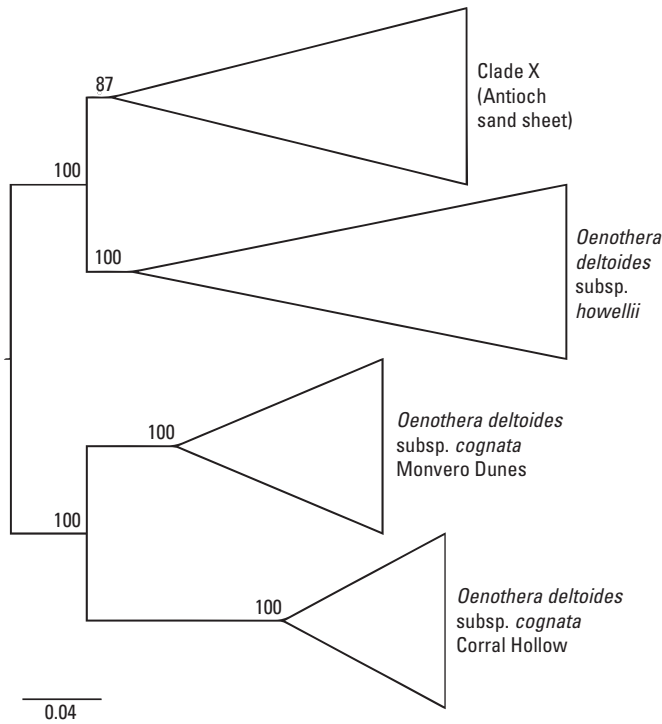 87
Clade X
(Antioch
sand sheet)
100
100
Oenothera
deltoides
subsp.
howellii
100
Oenothera deltoides
subsp. cognata
Monvero Dunes
100
100
Oenothera deltoides
subsp. cognata
Corral Hollow
0.04